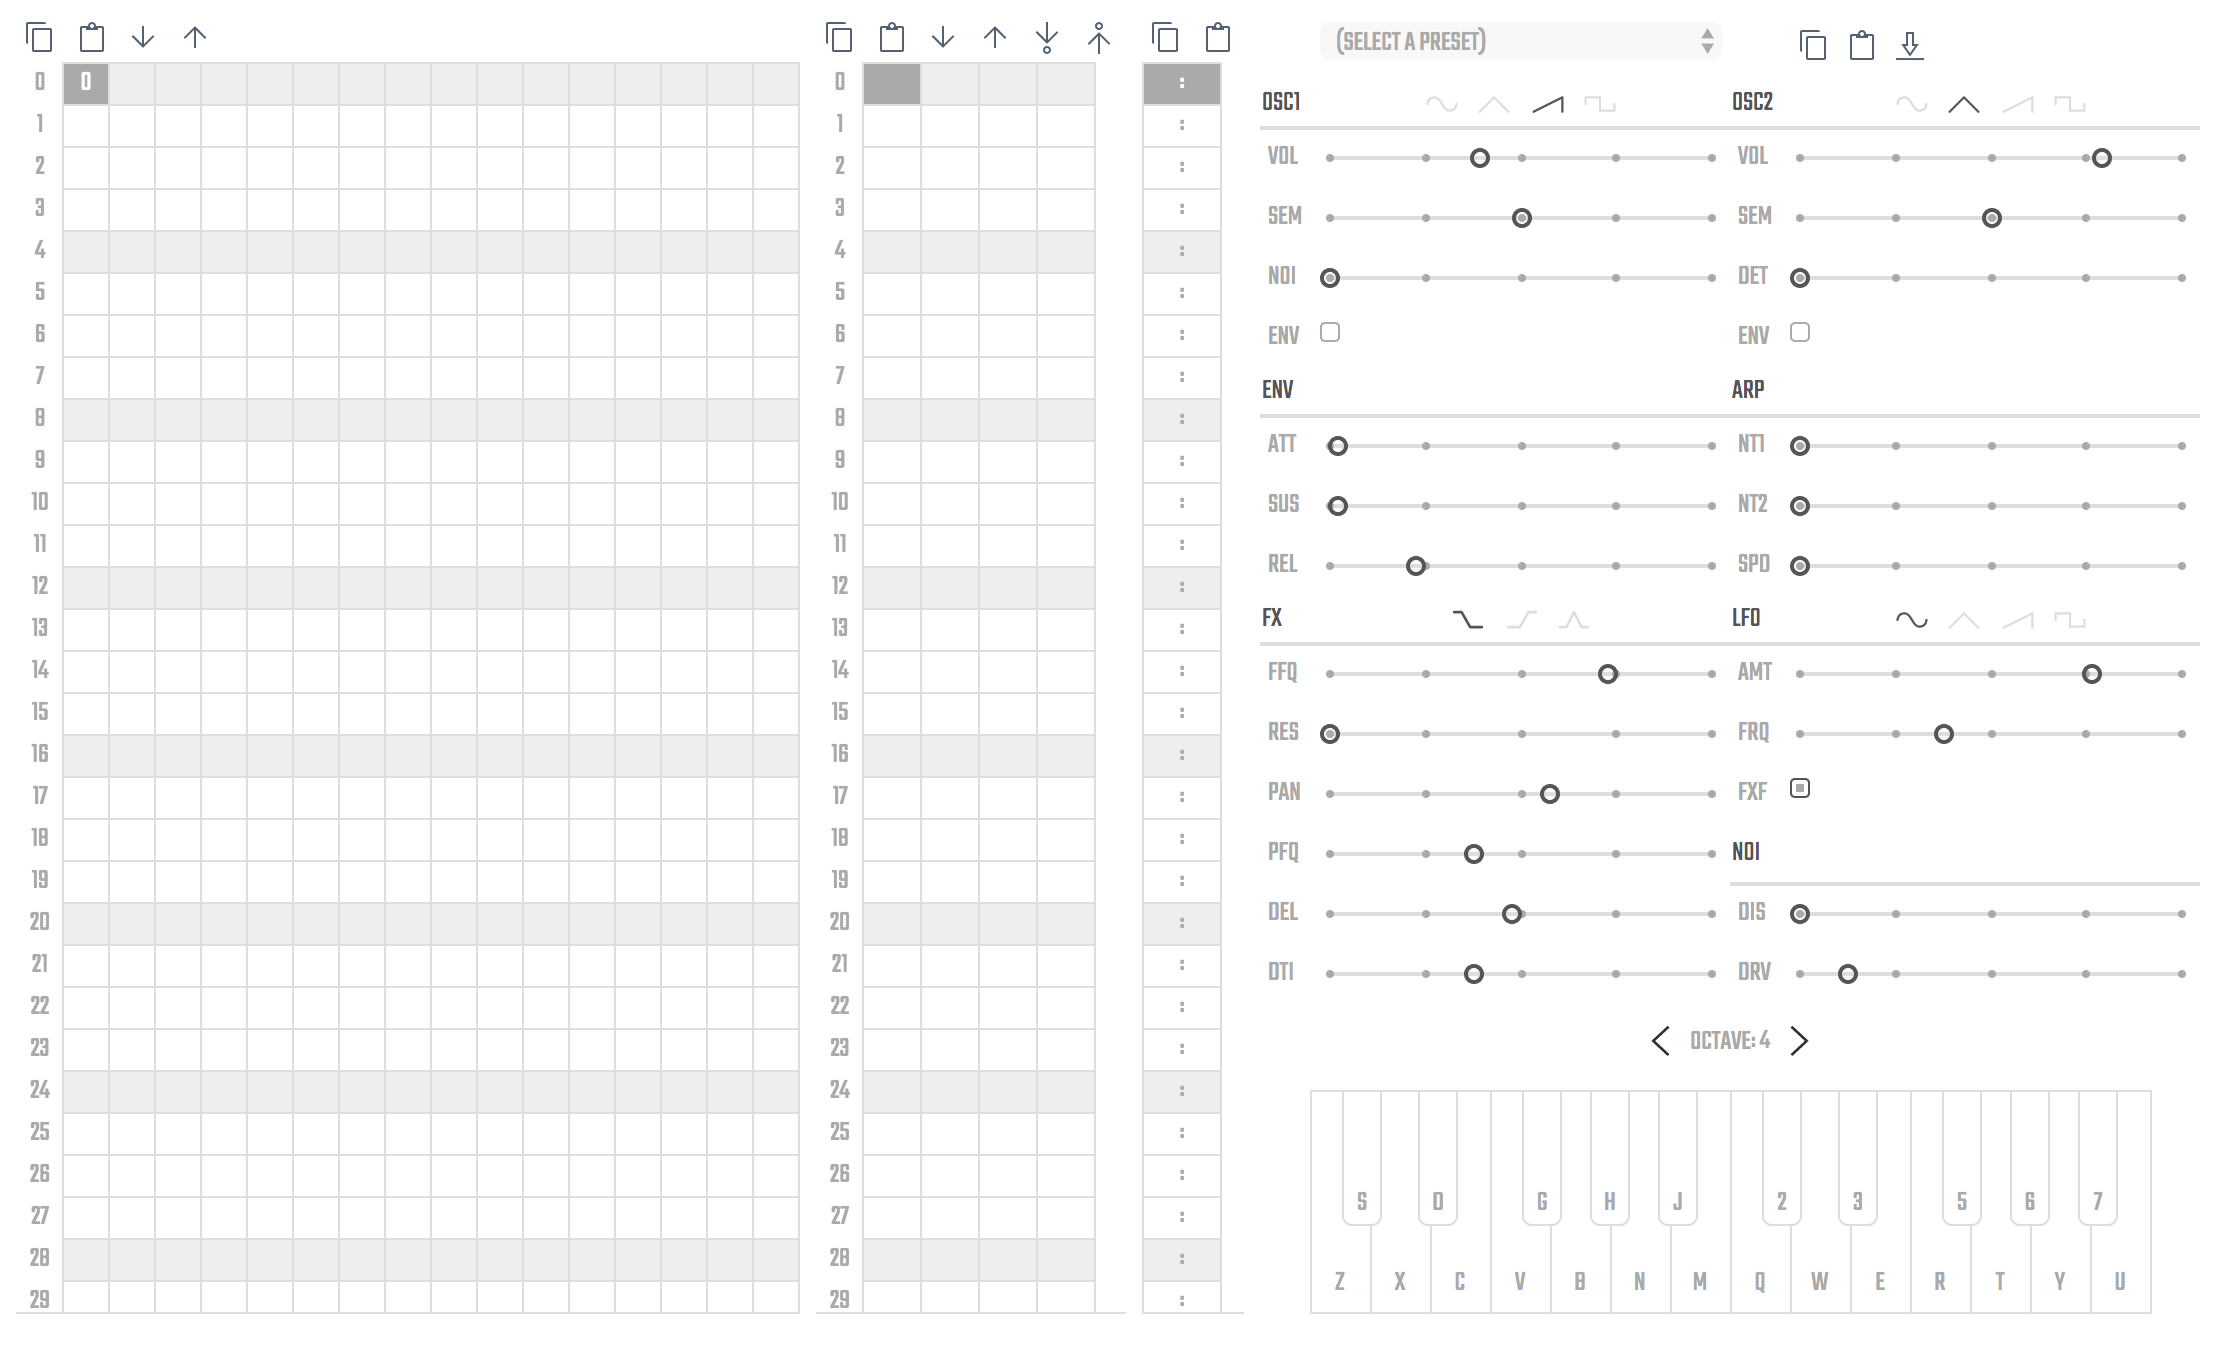 (SELECT A PRESET)
OSC1 OSC2
VOL VOL
SEM SEM
NOI DET
ENV ENV
ENV ARP
ATT NT1
SUS NT2
REL SPD
FX LFO
FFQ AMT
RES FRQ
PAN FXF
PFQ NOI
DEL DIS
DTI DRV
OCTAVE: 4
S D G H J 2 3 5 6 7
Z X C V B N M Q W E R T Y U
0 0 0 :
1 1 :
2 2 :
3 3 :
4 4 :
5 5 :
6 6 :
7 7 :
8 8 :
9 9 :
10 10 :
11 11 :
12 12 :
13 13 :
14 14 :
15 15 :
16 16 :
17 17 :
18 18 :
19 19 :
20 20 :
21 21 :
22 22 :
23 23 :
24 24 :
25 25 :
26 26 :
27 27 :
28 28 :
29 29 :